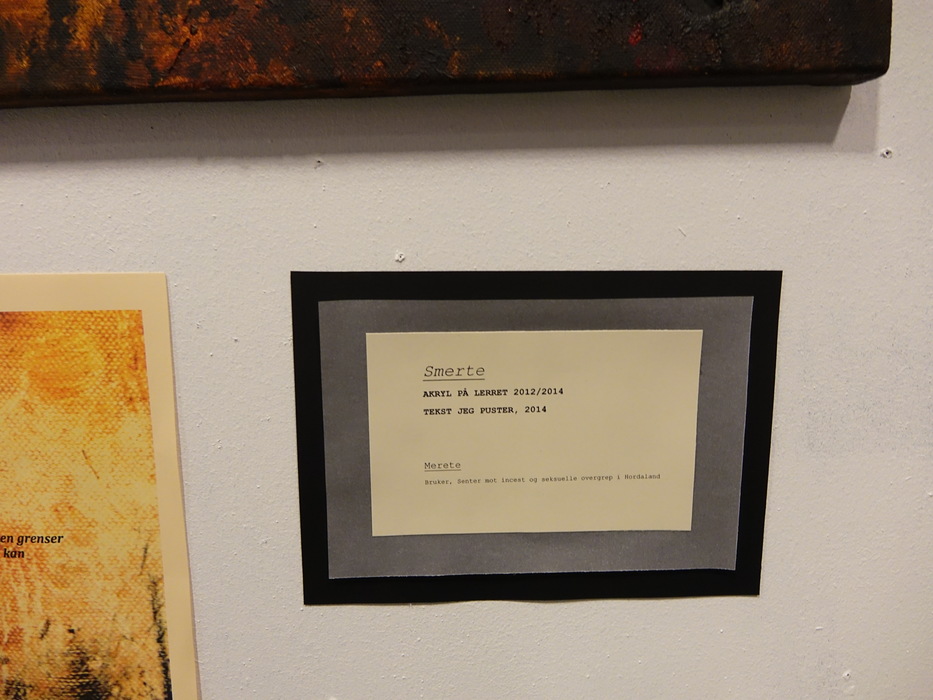 en grenser
kan
Smerte
AKRYL PÅ LERRET 2012/2014
TEKST JEG PUSTER, 2014
Merete
Bruker, Senter mot incest og seksuelle overgrep i Hordaland